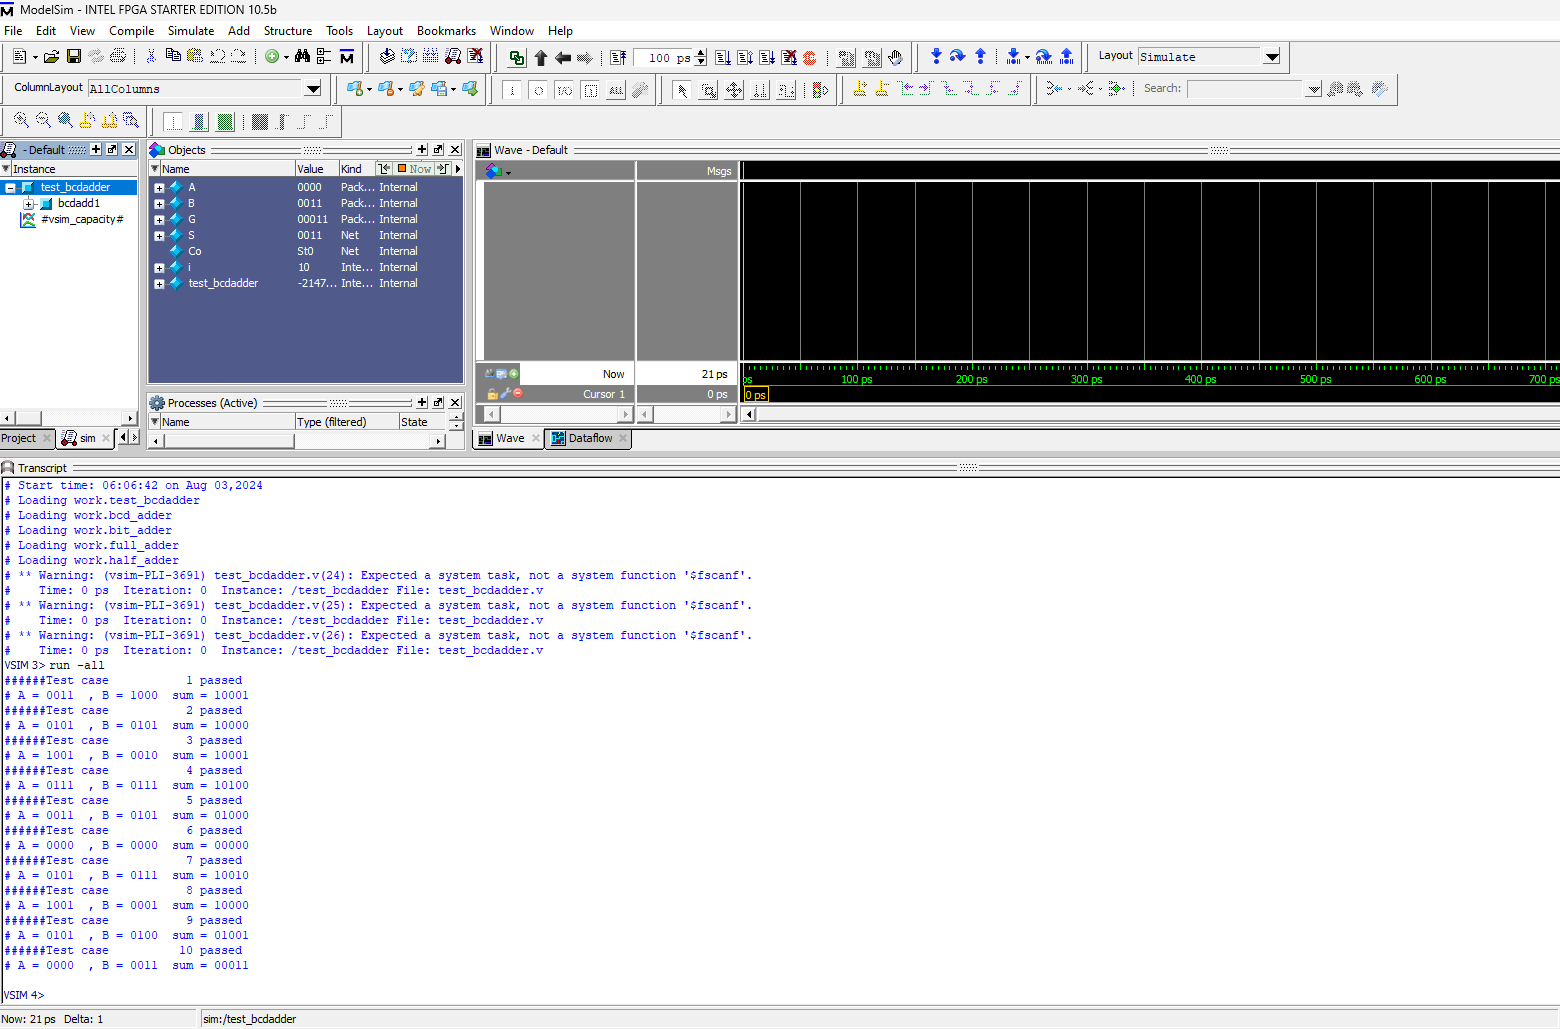 ModelSim - INTEL FPGA STARTER EDITION 10.5b
File Edit View Compile Simulate Add Structure Tools Layout Bookmarks Window Help
100 ps
Layout Simulate
ColumnLayout AllColumns
I/O ALL
Search:
- Default
Instance
test_bcdadder
bcdadd1
#vsim_capacity#
Project
sim
Objects
Name Value Kind Now
A 0000 Pack... Internal
B 0011 Pack... Internal
G 00011 Pack... Internal
S 0011 Net Internal
Co St0 Net Internal
i 10 Inte... Internal
test_bcdadder -2147... Inte... Internal
Processes (Active)
Name Type (filtered) State
Wave - Default
Msgs
Now 21 ps
Cursor 1 0 ps
ps 100 ps 200 ps 300 ps 400 ps 500 ps 600 ps 700 ps
0 ps
Wave Dataflow
Transcript
# Start time: 06:06:42 on Aug 03,2024
# Loading work.test_bcdadder
# Loading work.bcd_adder
# Loading work.bit_adder
# Loading work.full_adder
# Loading work.half_adder
# ** Warning: (vsim-PLI-3691) test_bcdadder.v(24): Expected a system task, not a system function '$fscanf'.
#    Time: 0 ps  Iteration: 0  Instance: /test_bcdadder File: test_bcdadder.v
# ** Warning: (vsim-PLI-3691) test_bcdadder.v(25): Expected a system task, not a system function '$fscanf'.
#    Time: 0 ps  Iteration: 0  Instance: /test_bcdadder File: test_bcdadder.v
# ** Warning: (vsim-PLI-3691) test_bcdadder.v(26): Expected a system task, not a system function '$fscanf'.
#    Time: 0 ps  Iteration: 0  Instance: /test_bcdadder File: test_bcdadder.v
VSIM 3> run -all
######Test case           1 passed
# A = 0011  , B = 1000  sum = 10001
######Test case           2 passed
# A = 0101  , B = 0101  sum = 10000
######Test case           3 passed
# A = 1001  , B = 0010  sum = 10001
######Test case           4 passed
# A = 0111  , B = 0111  sum = 10100
######Test case           5 passed
# A = 0011  , B = 0101  sum = 01000
######Test case           6 passed
# A = 0000  , B = 0000  sum = 00000
######Test case           7 passed
# A = 0101  , B = 0111  sum = 10010
######Test case           8 passed
# A = 1001  , B = 0001  sum = 10000
######Test case           9 passed
# A = 0101  , B = 0100  sum = 01001
######Test case          10 passed
# A = 0000  , B = 0011  sum = 00011
VSIM 4>
Now: 21 ps Delta: 1 sim:/test_bcdadder